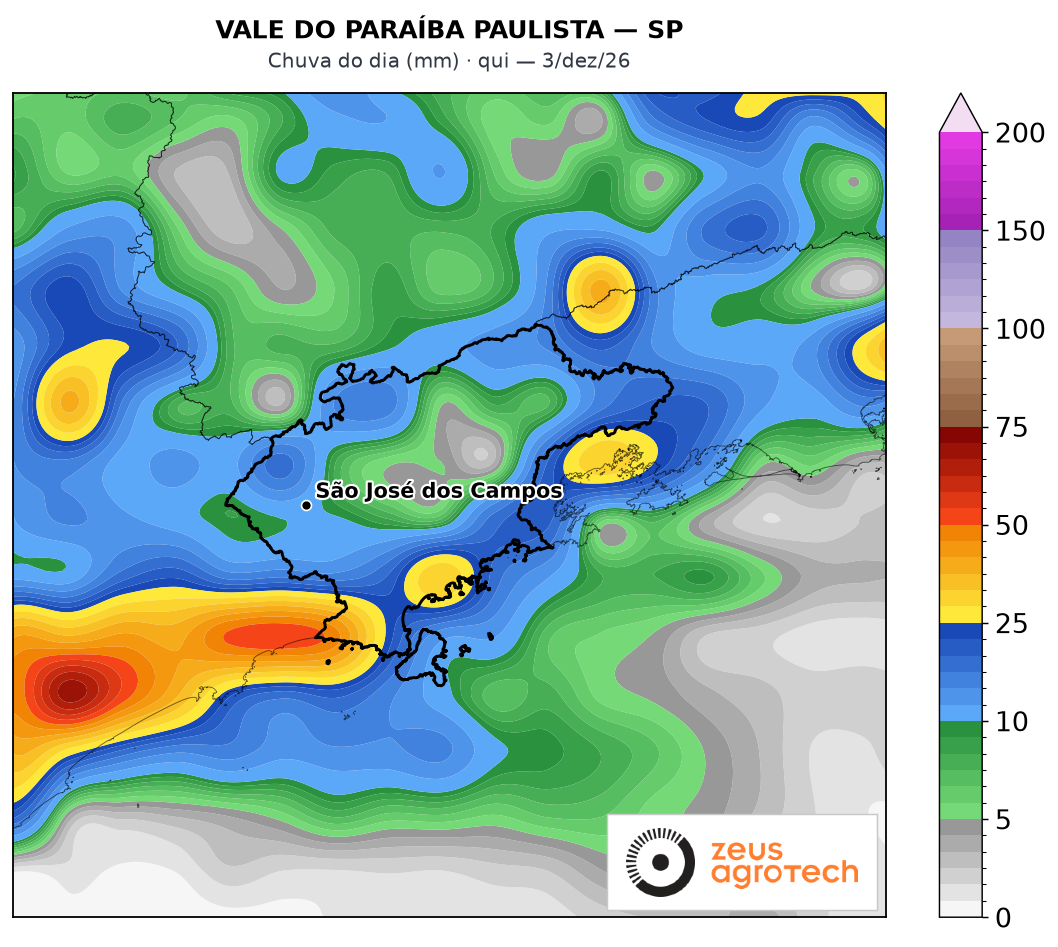 VALE DO PARAÍBA PAULISTA — SP
Chuva do dia (mm) · qui — 3/dez/26
200
150
100
75
50
25
10
5
0
São José dos Campos
zeus
agrotech